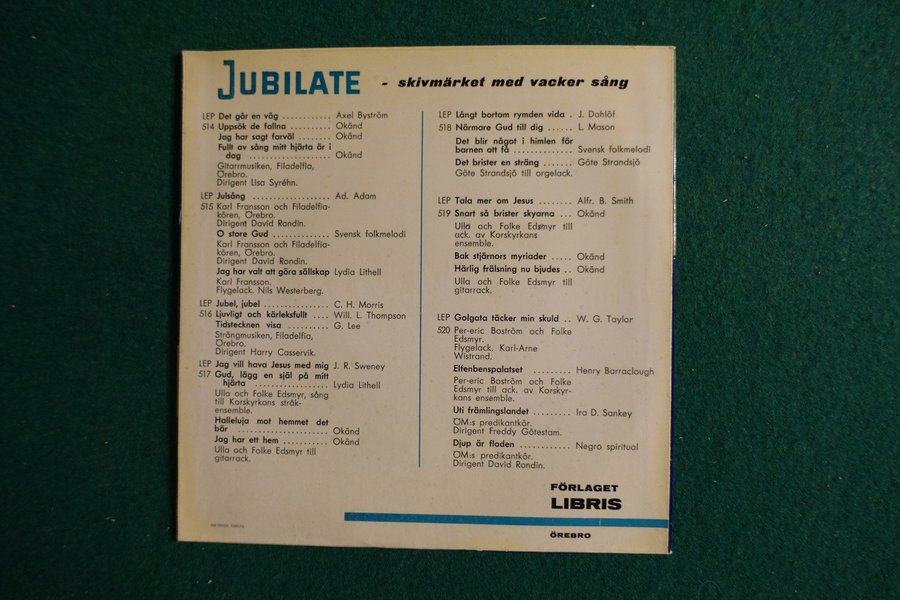 JUBILATE - skivmärket med vacker sång
LEP Det går en väg ........... Axel Byström
514 Uppsök de fallna .......... Okänd
Jag har sagt farväl ........ Okänd
Fullt av sång mitt hjärta är i
dag .................. Okänd
Gitarrmusiken, Filadelfia,
Örebro.
Dirigent Lisa Syréhn.
LEP Julsång .................. Ad. Adam
515 Karl Fransson och Filadelfia-
kören, Örebro.
Dirigent David Rondin.
O store Gud ............. Svensk folkmelodi
Karl Fransson och Filadelfia-
kören, Örebro.
Dirigent David Rondin.
Jag har valt att göra sällskap Lydia Lithell
Karl Fransson.
Flygelack. Nils Westerberg.
LEP Jubel, jubel ............... C. H. Morris
516 Ljuvligt och kärleksfullt .... Will. L. Thompson
Tidstecknen visa .......... G. Lee
Strängmusiken, Filadelfia,
Örebro.
Dirigent Harry Casservik.
LEP Jag vill hava Jesus med mig J. R. Sweney
517 Gud, lägg en själ på mitt
hjärta ................. Lydia Lithell
Ulla och Folke Edsmyr, sång
till Korskyrkans stråk-
ensemble.
Halleluja mot hemmet det
bär ..................... Okänd
Jag har ett hem ........... Okänd
Ulla och Folke Edsmyr till
gitarrack.
LEP Långt bortom rymden vida . J. Dahlöf
518 Närmare Gud till dig ...... L. Mason
Det blir något i himlen för
barnen att få .............. Svensk folkmelodi
Det brister en sträng ....... Göte Strandsjö
Göte Strandsjö till orgelack.
LEP Tala mer om Jesus ........ Alfr. B. Smith
519 Snart så brister skyarna ... Okänd
Ulla och Folke Edsmyr till
ack. av Korskyrkans
ensemble.
Bak stjärnors myriader ..... Okänd
Härlig frälsning nu bjudes .. Okänd
Ulla och Folke Edsmyr till
gitarrack.
LEP Golgata täcker min skuld .. W. G. Taylor
520 Per-eric Boström och Folke
Edsmyr.
Flygelack. Karl-Arne
Wistrand.
Elfenbenspalatset ......... Henry Barraclough
Per-eric Boström och Folke
Edsmyr till ack. av Korskyr-
kans ensemble.
Uti främlingslandet ......... Ira D. Sankey
ÖM:s predikantkör.
Dirigent Freddy Götestam.
Djup är floden ............ Negro spiritual
ÖM:s predikantkör.
Dirigent David Rondin.
FÖRLAGET
LIBRIS
ÖREBRO